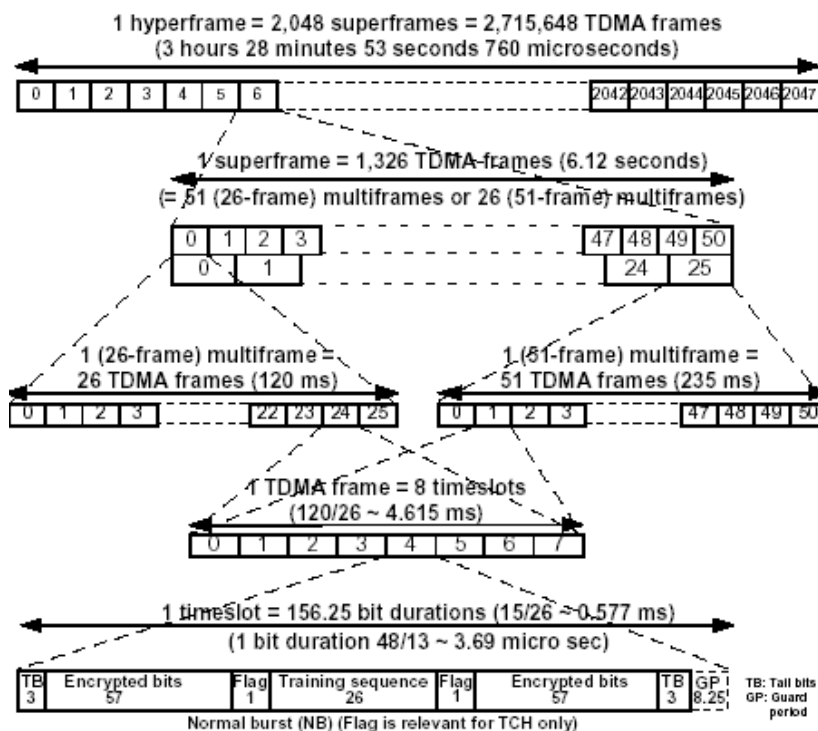 1 hyperframe = 2,048 superframes = 2,715,648 TDMA frames
(3 hours 28 minutes 53 seconds 760 microseconds)
0 1 2 3 4 5 6 2042 2043 2044 2045 2046 2047
1 superframe = 1,326 TDMA frames (6.12 seconds)
(= 51 (26-frame) multiframes or 26 (51-frame) multiframes)
0 1 2 3 47 48 49 50
0 1 24 25
1 (26-frame) multiframe =
26 TDMA frames (120 ms)
1 (51-frame) multiframe =
51 TDMA frames (235 ms)
0 1 2 3 22 23 24 25
0 1 2 3 47 48 49 50
1 TDMA frame = 8 timeslots
(120/26 ~ 4.615 ms)
0 1 2 3 4 5 6 7
1 timeslot = 156.25 bit durations (15/26 ~ 0.577 ms)
(1 bit duration 48/13 ~ 3.69 micro sec)
TB Encrypted bits Flag Training sequence Flag Encrypted bits TB GP
3 57 1 26 1 57 3 8.25
TB: Tail bits
GP: Guard
period
Normal burst (NB) (Flag is relevant for TCH only)